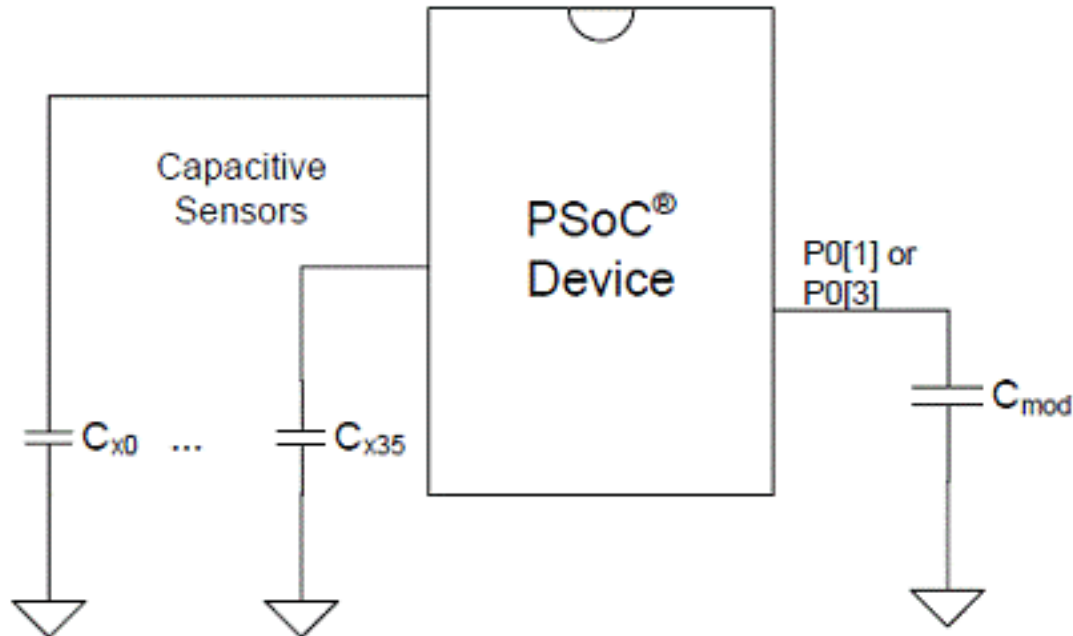 Capacitive
Sensors
PSoC®
Device
P0[1] or
P0[3]
Cx0 ... Cx35
Cmod